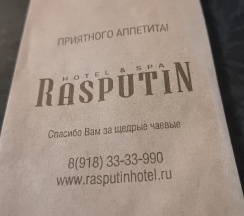 ПРИЯТНОГО АППЕТИТА!
HOTEL & SPA
RASPUTIN
Спасибо Вам за щедрые чаевые
8(918) 33-33-990
www.rasputinhotel.ru